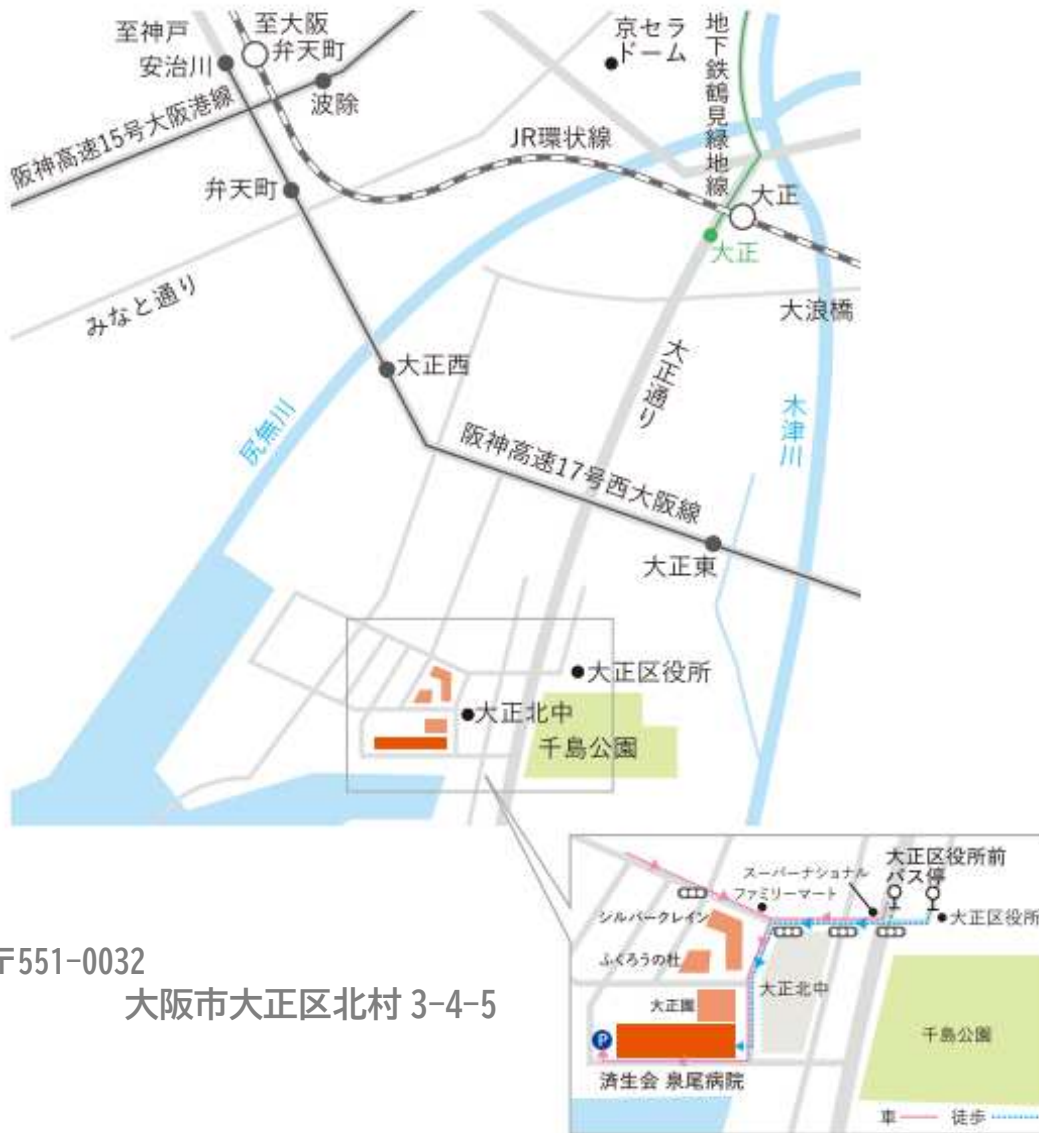 至神戸
安治川
至大阪
弁天町
波除
阪神高速15号大阪港線
弁天町
みなと通り
京セラ
ドーム
地下鉄鶴見緑地線
JR環状線
大正
大正
大浪橋
大正西
大正通り
尻無川
木津川
阪神高速17号西大阪線
大正東
大正区役所
大正北中
千島公園
〒551-0032
大阪市大正区北村 3-4-5
大正区役所前
バス停
スーパーナショナル
ファミリーマート
シルバークレイン
大正区役所
ふくろうの杜
大正園
大正北中
千島公園
P
済生会 泉尾病院
車
徒歩